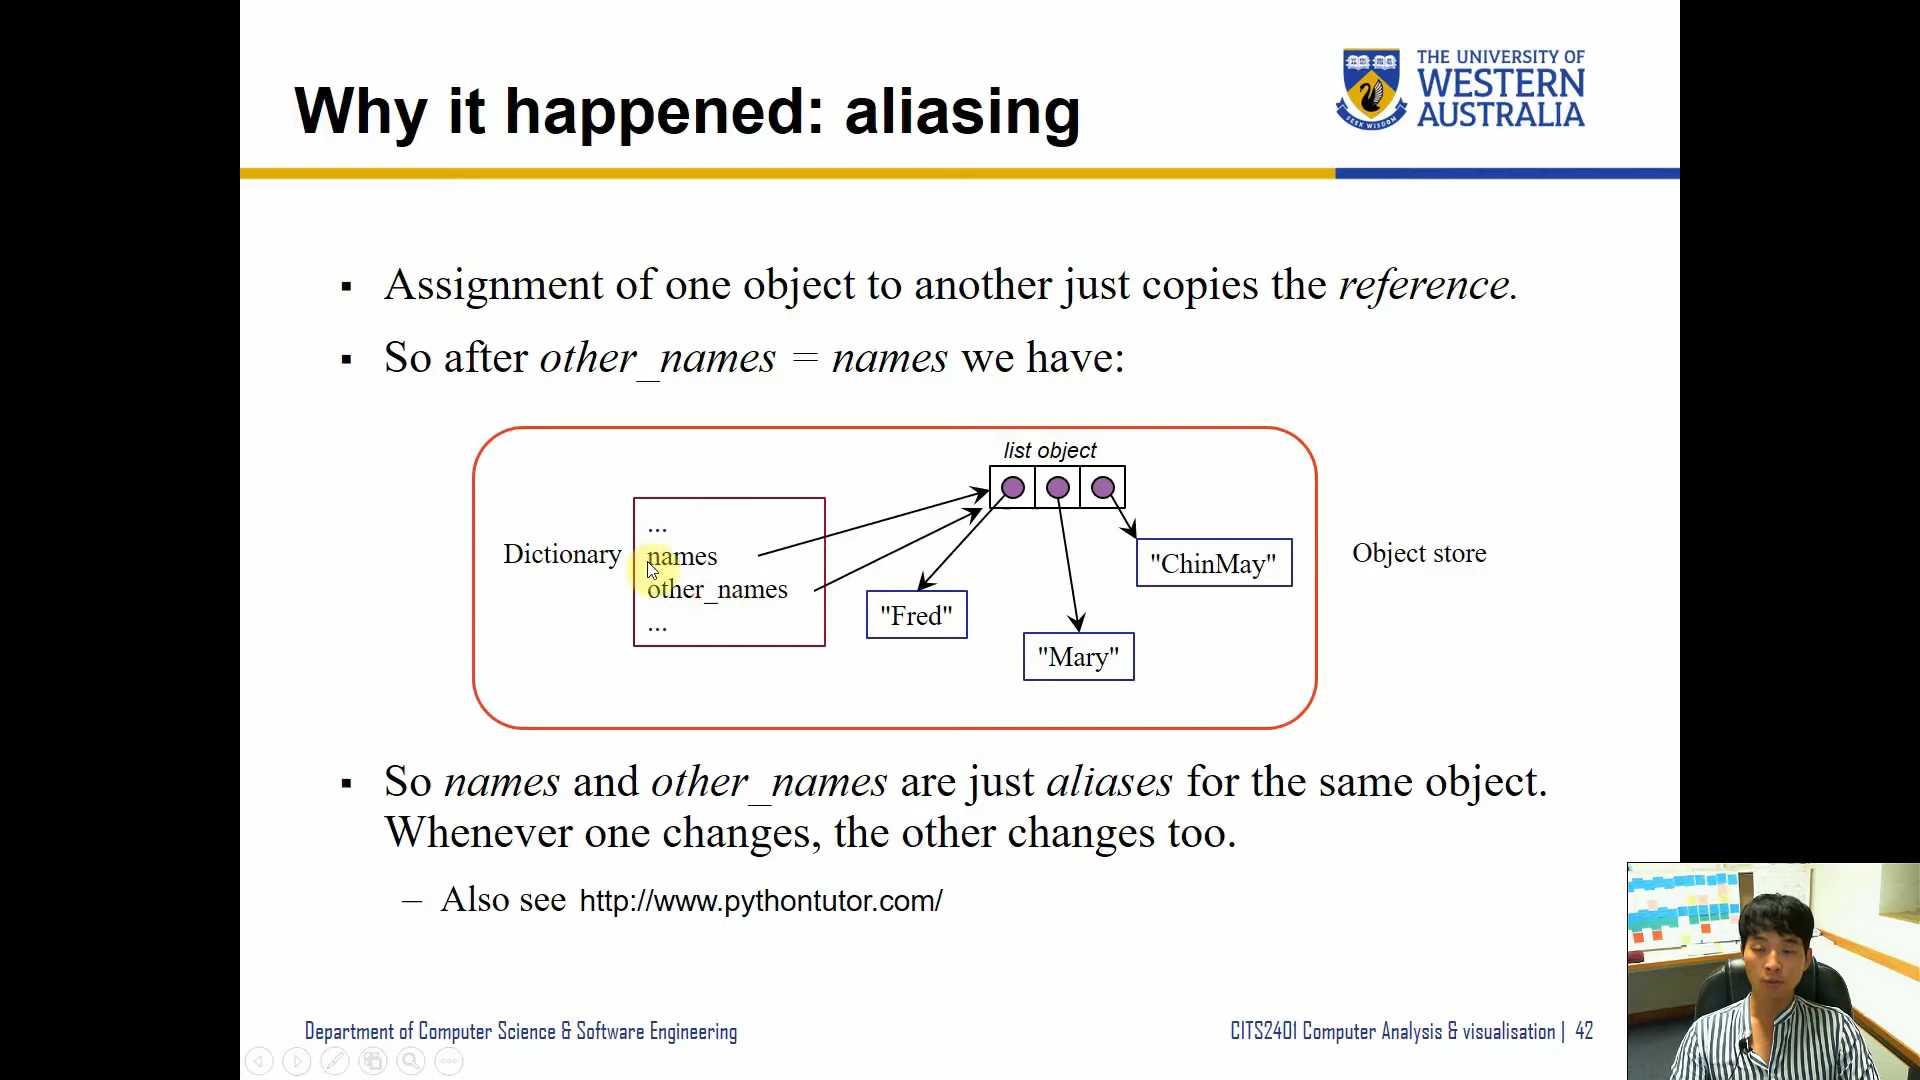 THE UNIVERSITY OF
WESTERN
AUSTRALIA
SEEK WISDOM
Why it happened: aliasing
▪ Assignment of one object to another just copies the reference.
▪ So after other_names = names we have:
list object
...
Dictionary
names
other_names
...
"Fred"
"Mary"
"ChinMay"
Object store
▪ So names and other_names are just aliases for the same object.
Whenever one changes, the other changes too.
– Also see http://www.pythontutor.com/
Department of Computer Science & Software Engineering
CITS2401 Computer Analysis & visualisation | 42